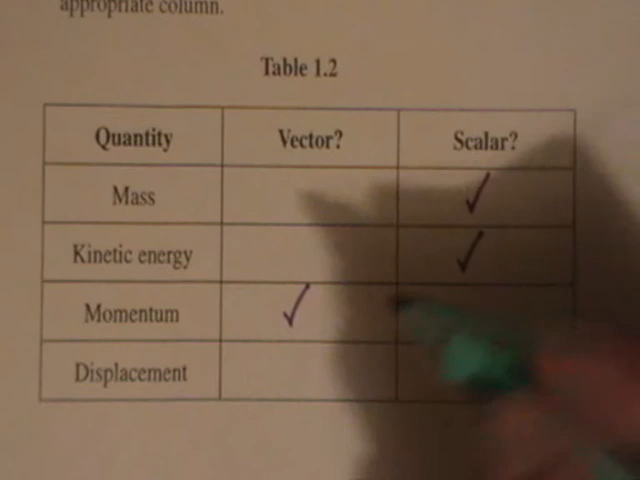 appropriate column.
Table 1.2
Quantity Vector? Scalar?
Mass ✓
Kinetic energy ✓
Momentum ✓
Displacement